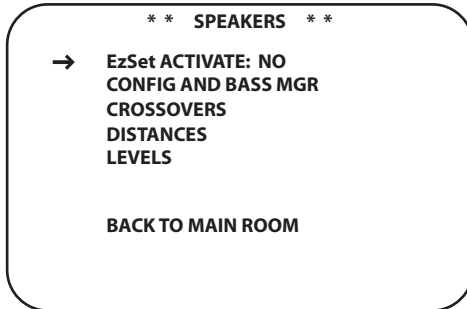 * * SPEAKERS * *
→ EzSet ACTIVATE: NO
CONFIG AND BASS MGR
CROSSOVERS
DISTANCES
LEVELS
BACK TO MAIN ROOM